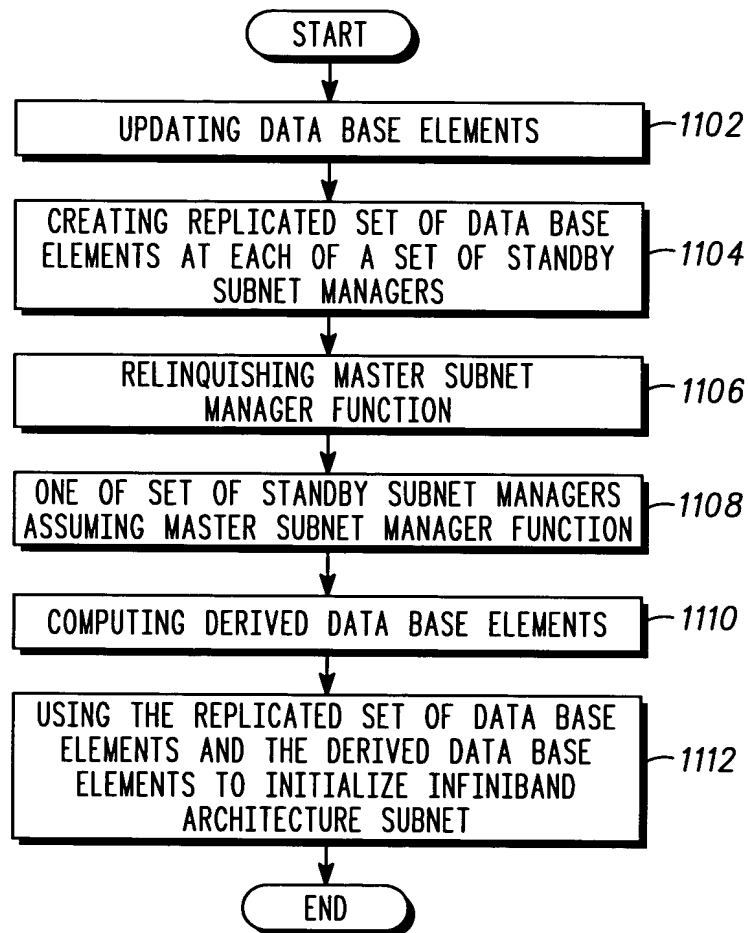 START
UPDATING DATA BASE ELEMENTS
1102
CREATING REPLICATED SET OF DATA BASE
ELEMENTS AT EACH OF A SET OF STANDBY
SUBNET MANAGERS
1104
RELINQUISHING MASTER SUBNET
MANAGER FUNCTION
1106
ONE OF SET OF STANDBY SUBNET MANAGERS
ASSUMING MASTER SUBNET MANAGER FUNCTION
1108
COMPUTING DERIVED DATA BASE ELEMENTS
1110
USING THE REPLICATED SET OF DATA BASE
ELEMENTS AND THE DERIVED DATA BASE
ELEMENTS TO INITIALIZE INFINIBAND
ARCHITECTURE SUBNET
1112
END